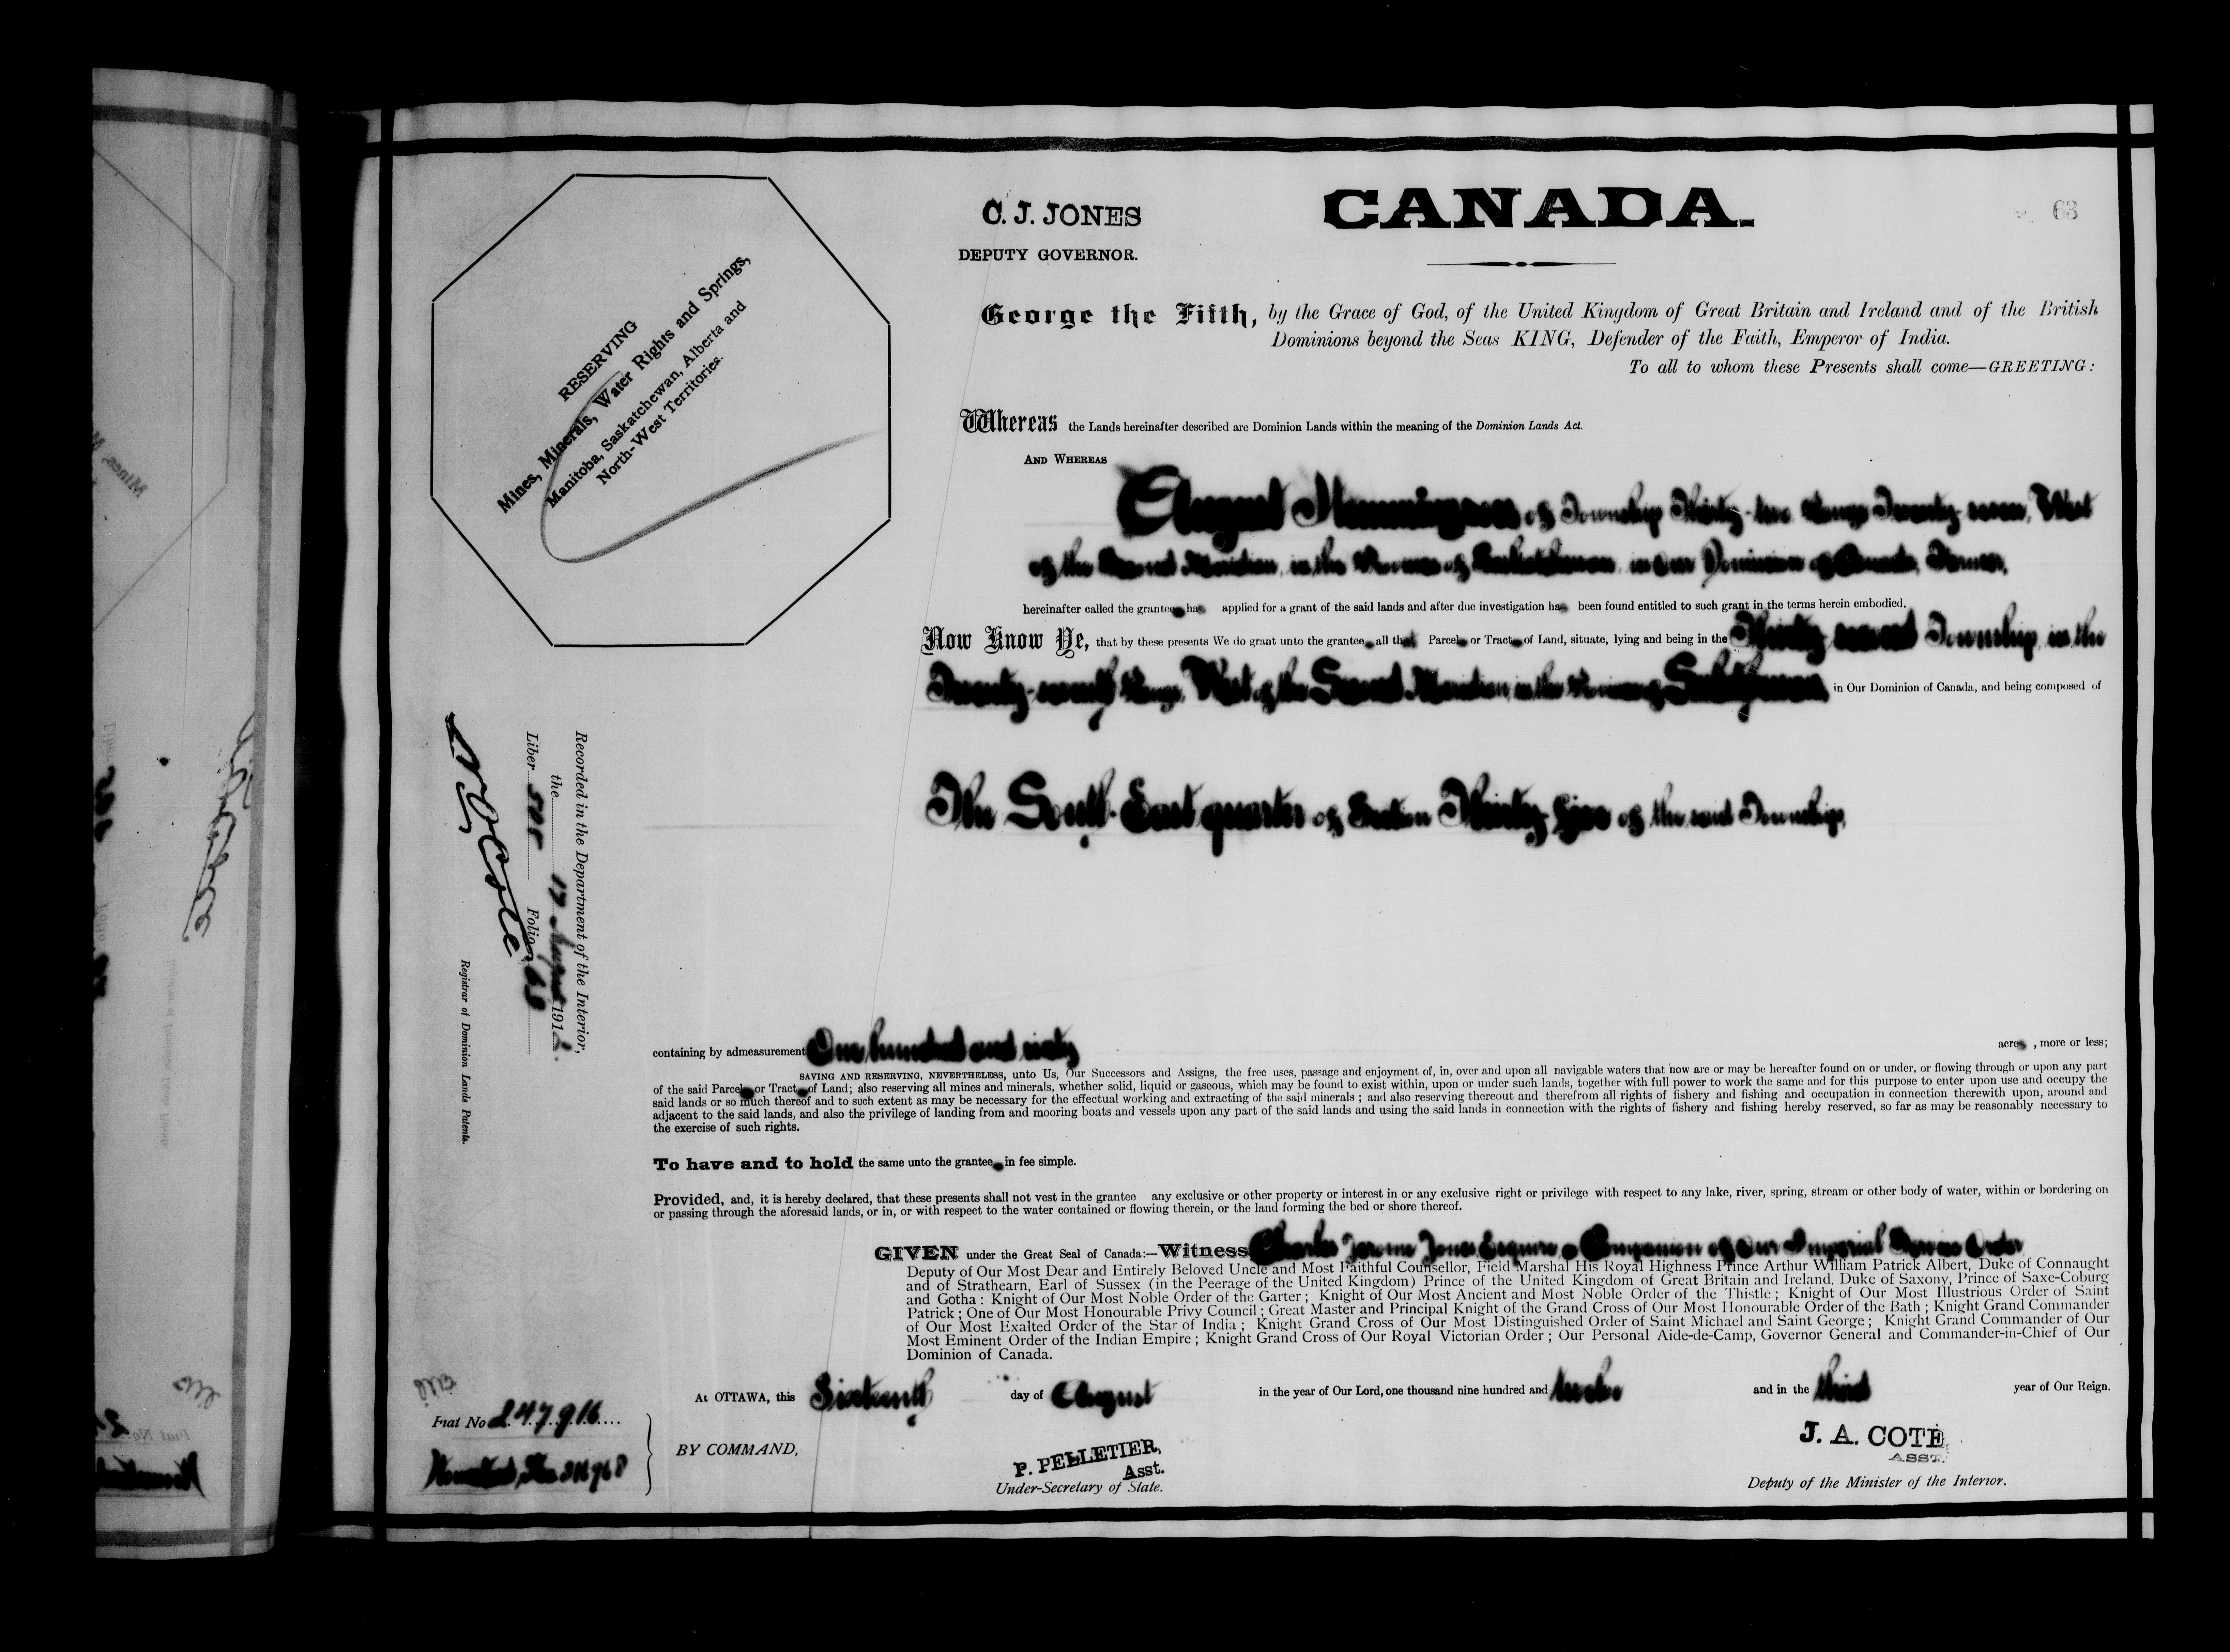 C. J. JONES
DEPUTY GOVERNOR.
CANADA.
63
George the Fifth, by the Grace of God, of the United Kingdom of Great Britain and Ireland and of the British
Dominions beyond the Seas KING, Defender of the Faith, Emperor of India.
To all to whom these Presents shall come—GREETING:
RESERVING
Mines, Minerals, Water Rights and Springs,
Manitoba, Saskatchewan, Alberta and
North-West Territories.
Whereas the Lands hereinafter described are Dominion Lands within the meaning of the Dominion Lands Act.
AND WHEREAS
August of Township Thirty-two Range Twenty-seven, West
of the Second Meridian, in the Province of Saskatchewan, in Our Dominion of Canada, Farmer,
hereinafter called the grantee has applied for a grant of the said lands and after due investigation has been found entitled to such grant in the terms herein embodied.
Now Know Ye, that by these presents We do grant unto the grantee all that Parcel or Tract of Land, situate, lying and being in the Thirty-second Township, in the
Twenty-seventh Range, West of the Second Meridian, in the Province of Saskatchewan in Our Dominion of Canada, and being composed of
The South-East quarter of Section Thirty- of the said Township,
Recorded in the Department of the Interior,
the 17 August 1912.
Liber 505 Folio 63
N O Coté
Registrar of Dominion Lands Patents.
containing by admeasurement One hundred and sixty acres, more or less;
SAVING AND RESERVING, NEVERTHELESS, unto Us, Our Successors and Assigns, the free uses, passage and enjoyment of, in, over and upon all navigable waters that now are or may be hereafter found on or under, or flowing through or upon any part
of the said Parcel or Tract of Land; also reserving all mines and minerals, whether solid, liquid or gaseous, which may be found to exist within, upon or under such lands, together with full power to work the same and for this purpose to enter upon use and occupy the
said lands or so much thereof and to such extent as may be necessary for the effectual working and extracting of the said minerals; and also reserving thereout and therefrom all rights of fishery and fishing and occupation in connection therewith upon, around and
adjacent to the said lands, and also the privilege of landing from and mooring boats and vessels upon any part of the said lands and using the said lands in connection with the rights of fishery and fishing hereby reserved, so far as may be reasonably necessary to
the exercise of such rights.
To have and to hold the same unto the grantee in fee simple.
Provided, and, it is hereby declared, that these presents shall not vest in the grantee any exclusive or other property or interest in or any exclusive right or privilege with respect to any lake, river, spring, stream or other body of water, within or bordering on
or passing through the aforesaid lands, or in, or with respect to the water contained or flowing therein, or the land forming the bed or shore thereof.
GIVEN under the Great Seal of Canada:—Witness Charles Jerome Jones Esquire a Companion of Our Imperial Service Order
Deputy of Our Most Dear and Entirely Beloved Uncle and Most Faithful Counsellor, Field Marshal His Royal Highness Prince Arthur William Patrick Albert, Duke of Connaught
and of Strathearn, Earl of Sussex (in the Peerage of the United Kingdom) Prince of the United Kingdom of Great Britain and Ireland, Duke of Saxony, Prince of Saxe-Coburg
and Gotha: Knight of Our Most Noble Order of the Garter; Knight of Our Most Ancient and Most Noble Order of the Thistle; Knight of Our Most Illustrious Order of Saint
Patrick; One of Our Most Honourable Privy Council; Great Master and Principal Knight of the Grand Cross of Our Most Honourable Order of the Bath; Knight Grand Commander
of Our Most Exalted Order of the Star of India; Knight Grand Cross of Our Most Distinguished Order of Saint Michael and Saint George; Knight Grand Commander of Our
Most Eminent Order of the Indian Empire; Knight Grand Cross of Our Royal Victorian Order; Our Personal Aide-de-Camp, Governor General and Commander-in-Chief of Our
Dominion of Canada.
At OTTAWA, this Sixteenth day of August in the year of Our Lord, one thousand nine hundred and twelve and in the third year of Our Reign.
Fiat No 247916
Homestead 
BY COMMAND,
P. PELLETIER,
Asst.
Under-Secretary of State.
J. A. COTÉ
ASST.
Deputy of the Minister of the Interior.